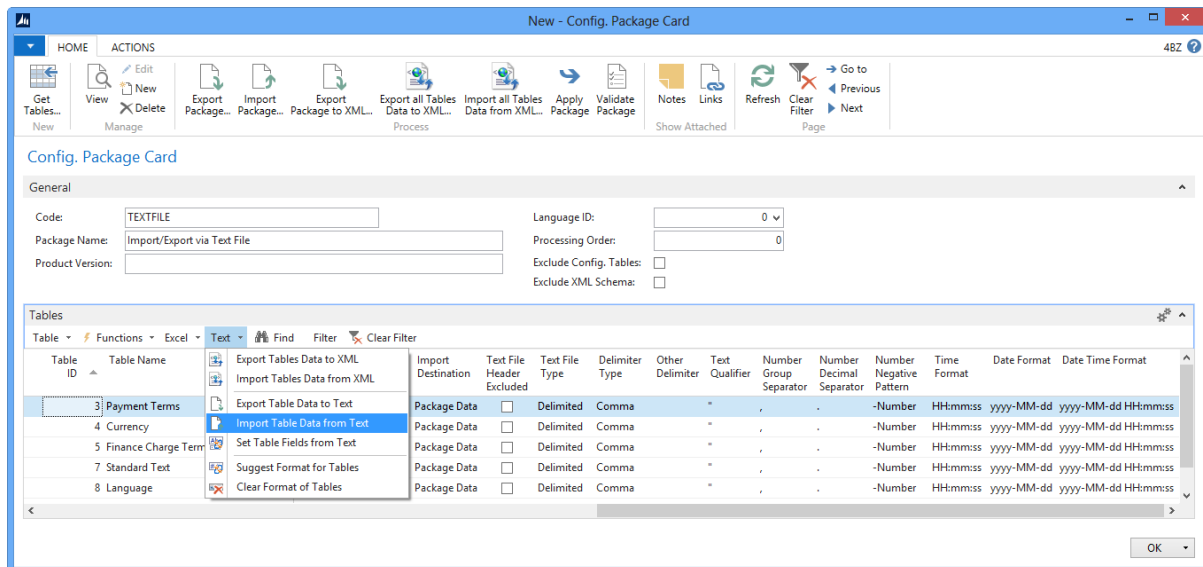 New - Config. Package Card
HOME ACTIONS 4BZ
Get Tables...
View
Edit
New
Delete
Export Package...
Import Package...
Export Package to XML...
Export all Tables Data to XML...
Import all Tables Data from XML...
Apply Package
Validate Package
Notes
Links
Refresh
Clear Filter
Go to
Previous
Next
New Manage Process Show Attached Page
Config. Package Card
General
Code: TEXTFILE Language ID: 0
Package Name: Import/Export via Text File Processing Order: 0
Product Version: Exclude Config. Tables:
Exclude XML Schema:
Tables
Table Functions Excel Text Find Filter Clear Filter
Table ID Table Name Import Destination Text File Header Excluded Text File Type Delimiter Type Other Delimiter Text Qualifier Number Group Separator Number Decimal Separator Number Negative Pattern Time Format Date Format Date Time Format
3 Payment Terms Package Data Delimited Comma " , . -Number HH:mm:ss yyyy-MM-dd yyyy-MM-dd HH:mm:ss
4 Currency Package Data Delimited Comma " , . -Number HH:mm:ss yyyy-MM-dd yyyy-MM-dd HH:mm:ss
5 Finance Charge Term Package Data Delimited Comma " , . -Number HH:mm:ss yyyy-MM-dd yyyy-MM-dd HH:mm:ss
7 Standard Text Package Data Delimited Comma " , . -Number HH:mm:ss yyyy-MM-dd yyyy-MM-dd HH:mm:ss
8 Language Package Data Delimited Comma " , . -Number HH:mm:ss yyyy-MM-dd yyyy-MM-dd HH:mm:ss
Export Tables Data to XML
Import Tables Data from XML
Export Table Data to Text
Import Table Data from Text
Set Table Fields from Text
Suggest Format for Tables
Clear Format of Tables
OK